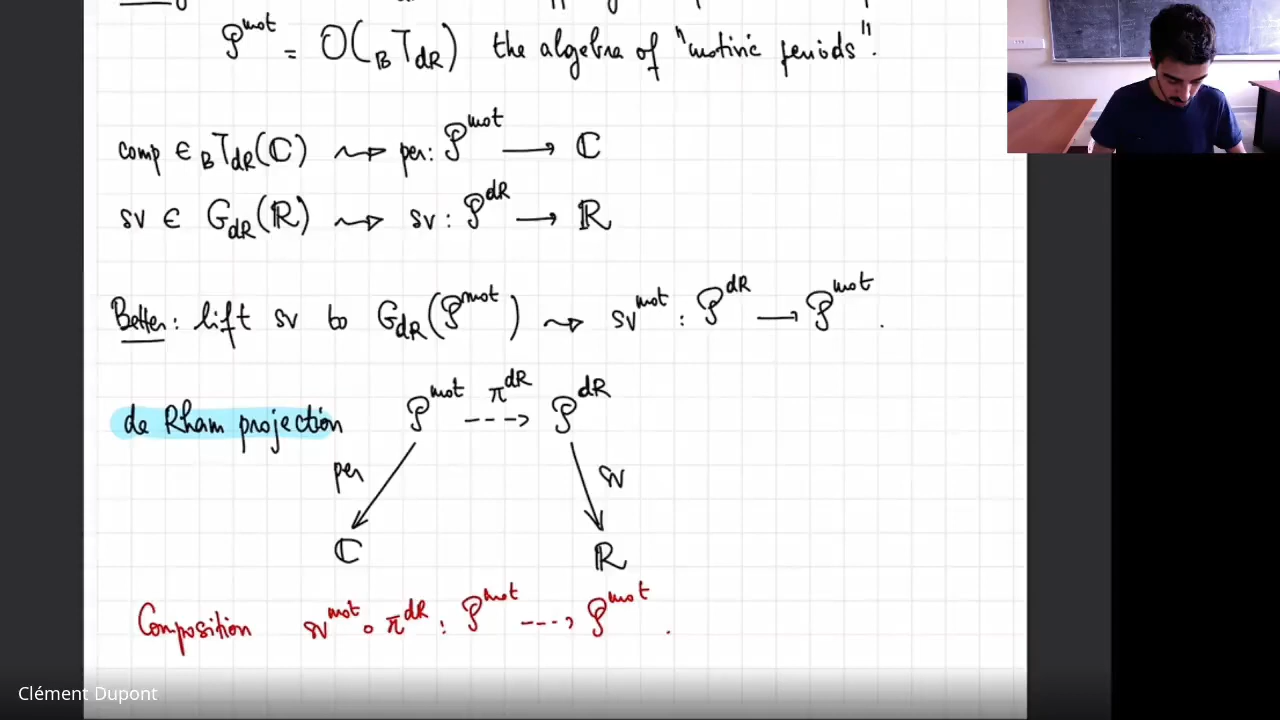 𝒫^mot = O(_B T_dR) the algebra of "motivic periods".
comp ∈ _B T_dR(ℂ) ⇝ per: 𝒫^mot ⟶ ℂ
sv ∈ G_dR(ℝ) ⇝ sv: 𝒫^dR ⟶ ℝ
Better: lift sv to G_dR(𝒫^mot) ⇝ sv^mot: 𝒫^dR ⟶ 𝒫^mot.
de Rham projection 𝒫^mot π^dR ⤏ 𝒫^dR
per sv
ℂ ℝ
Composition sv^mot ∘ π^dR: 𝒫^mot ⤏ 𝒫^mot.
Clément Dupont